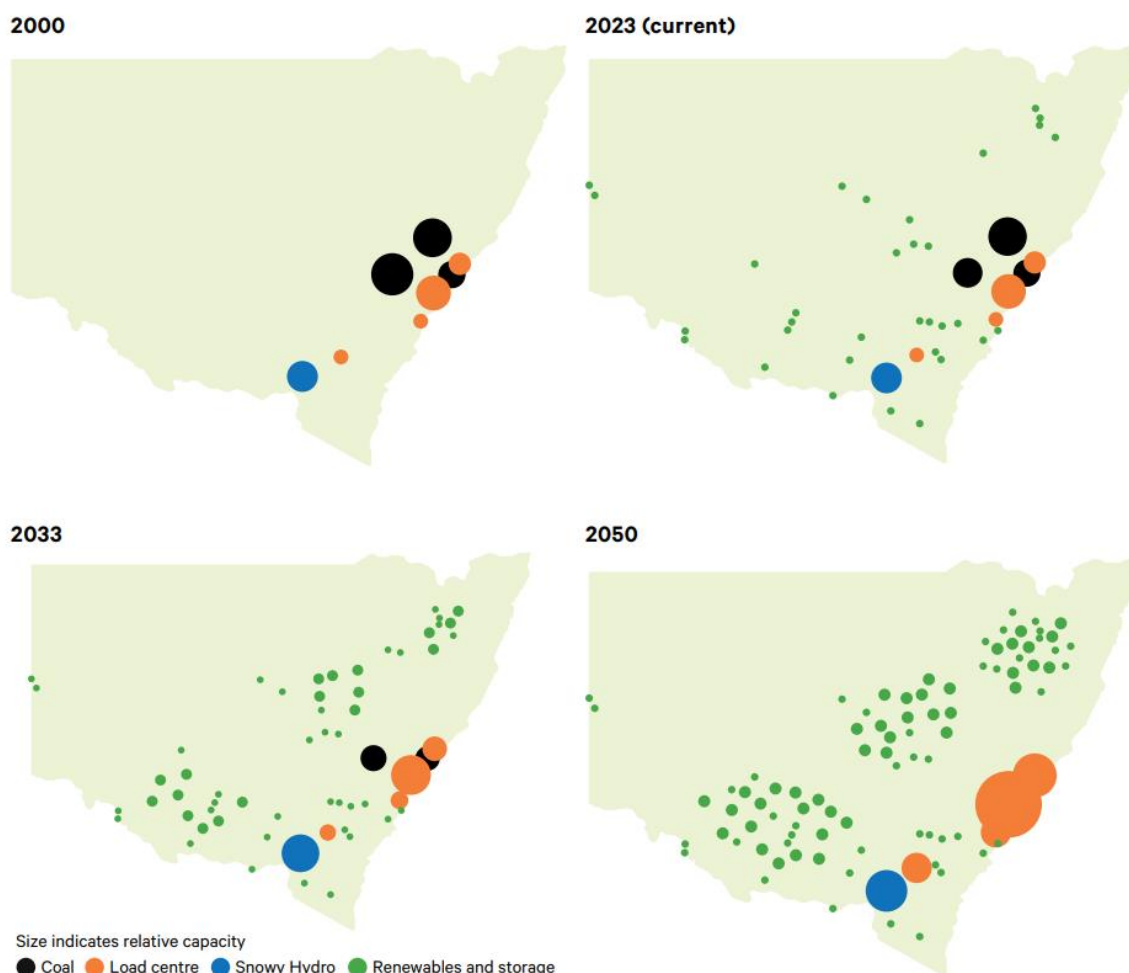 2000
2023 (current)
2033
2050
Size indicates relative capacity
Coal Load centre Snowy Hydro Renewables and storage